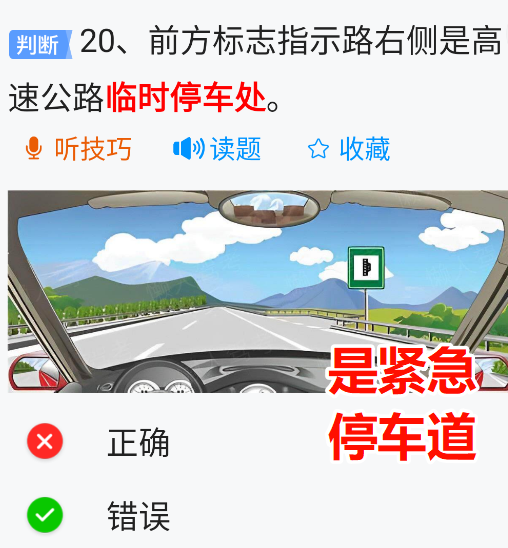 判断 20、前方标志指示路右侧是高
速公路临时停车处。
听技巧 读题 收藏
是紧急
停车道
正确
错误